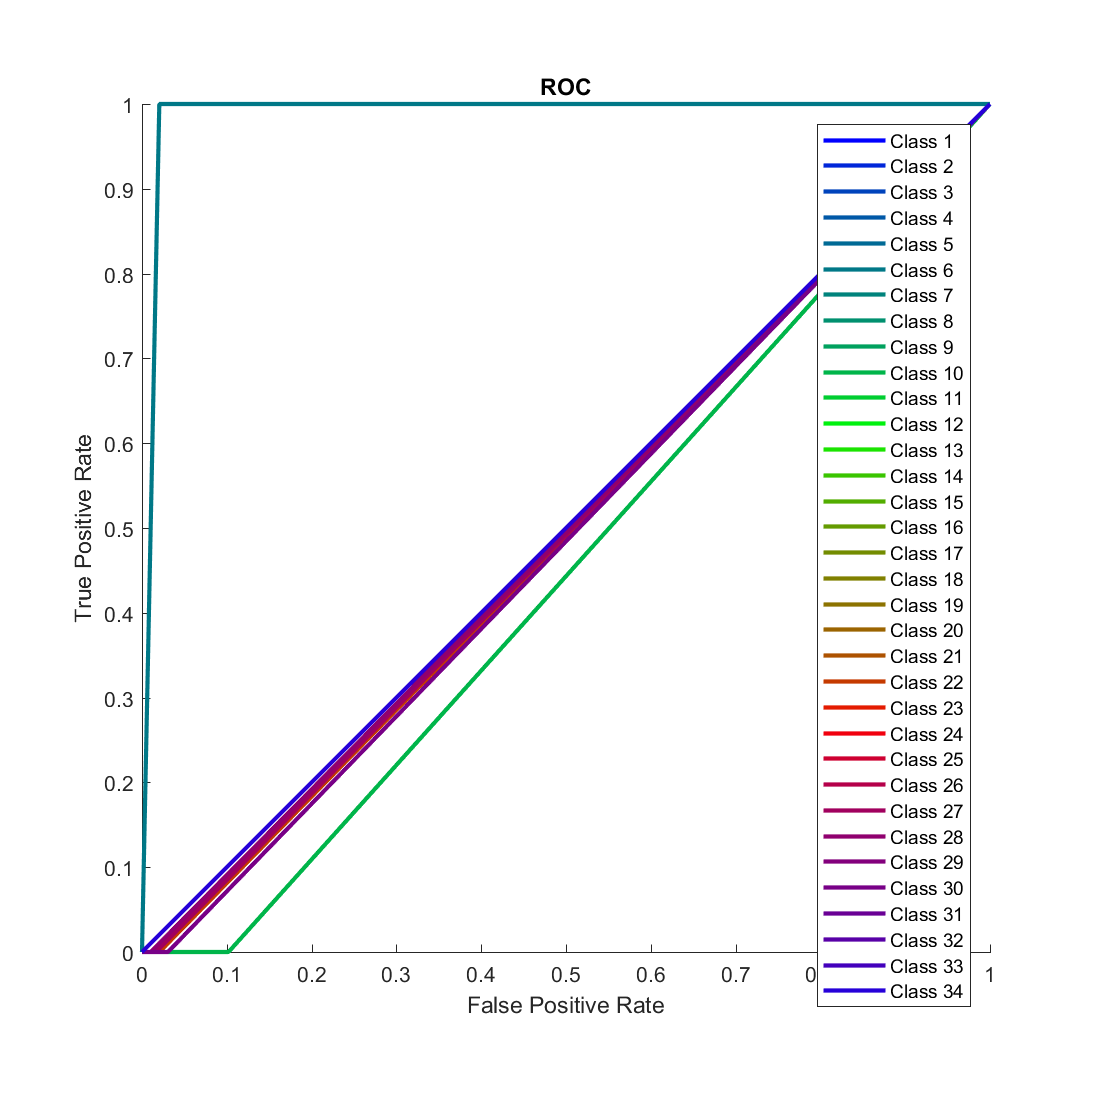 ROC
1
0.9
0.8
0.7
0.6
0.5
0.4
0.3
0.2
0.1
0
True Positive Rate
0 0.1 0.2 0.3 0.4 0.5 0.6 0.7 1
False Positive Rate
Class 1
Class 2
Class 3
Class 4
Class 5
Class 6
Class 7
Class 8
Class 9
Class 10
Class 11
Class 12
Class 13
Class 14
Class 15
Class 16
Class 17
Class 18
Class 19
Class 20
Class 21
Class 22
Class 23
Class 24
Class 25
Class 26
Class 27
Class 28
Class 29
Class 30
Class 31
Class 32
Class 33
Class 34